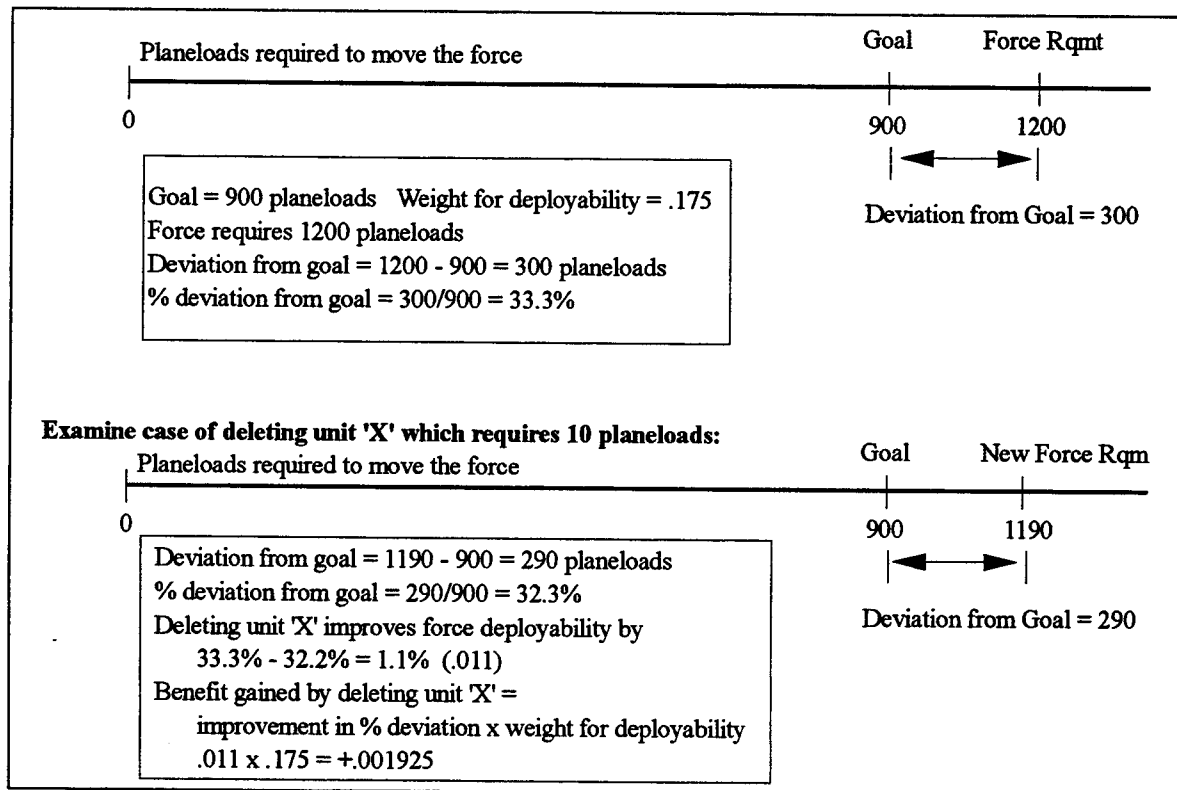 Planeloads required to move the force
Goal Force Rqmt
0 900 1200
Goal = 900 planeloads Weight for deployability = .175
Force requires 1200 planeloads
Deviation from goal = 1200 - 900 = 300 planeloads
% deviation from goal = 300/900 = 33.3%
Deviation from Goal = 300
Examine case of deleting unit 'X' which requires 10 planeloads:
Planeloads required to move the force
Goal New Force Rqm
0 900 1190
Deviation from goal = 1190 - 900 = 290 planeloads
% deviation from goal = 290/900 = 32.3%
Deleting unit 'X' improves force deployability by
33.3% - 32.2% = 1.1% (.011)
Benefit gained by deleting unit 'X' =
improvement in % deviation x weight for deployability
.011 x .175 = +.001925
Deviation from Goal = 290